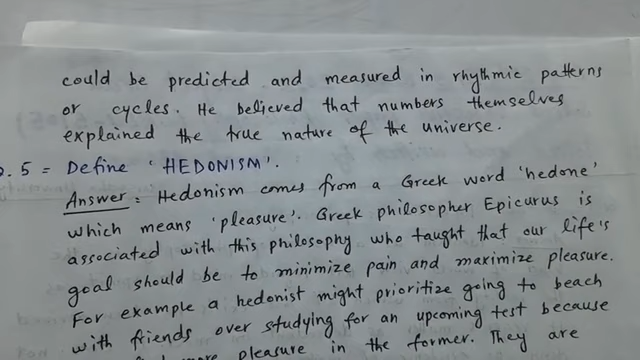 could be predicted and measured in rhythmic patterns
or cycles. He believed that numbers themselves
explained the true nature of the universe.
.5 = Define 'HEDONISM'.
Answer: Hedonism comes from a Greek word 'hedone'
which means 'pleasure'. Greek philosopher Epicurus is
associated with this philosophy who taught that our life's
goal should be to minimize pain and maximize pleasure.
For example a hedonist might prioritize going to beach
with friends over studying for an upcoming test because
more pleasure in the former. They are